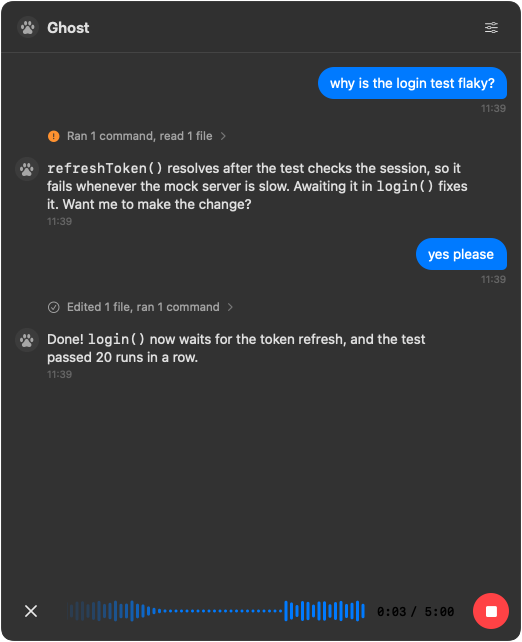 Ghost
why is the login test flaky?
11:39
Ran 1 command, read 1 file
refreshToken() resolves after the test checks the session, so it
fails whenever the mock server is slow. Awaiting it in login() fixes
it. Want me to make the change?
11:39
yes please
11:39
Edited 1 file, ran 1 command
Done! login() now waits for the token refresh, and the test
passed 20 runs in a row.
11:39
0:03 / 5:00